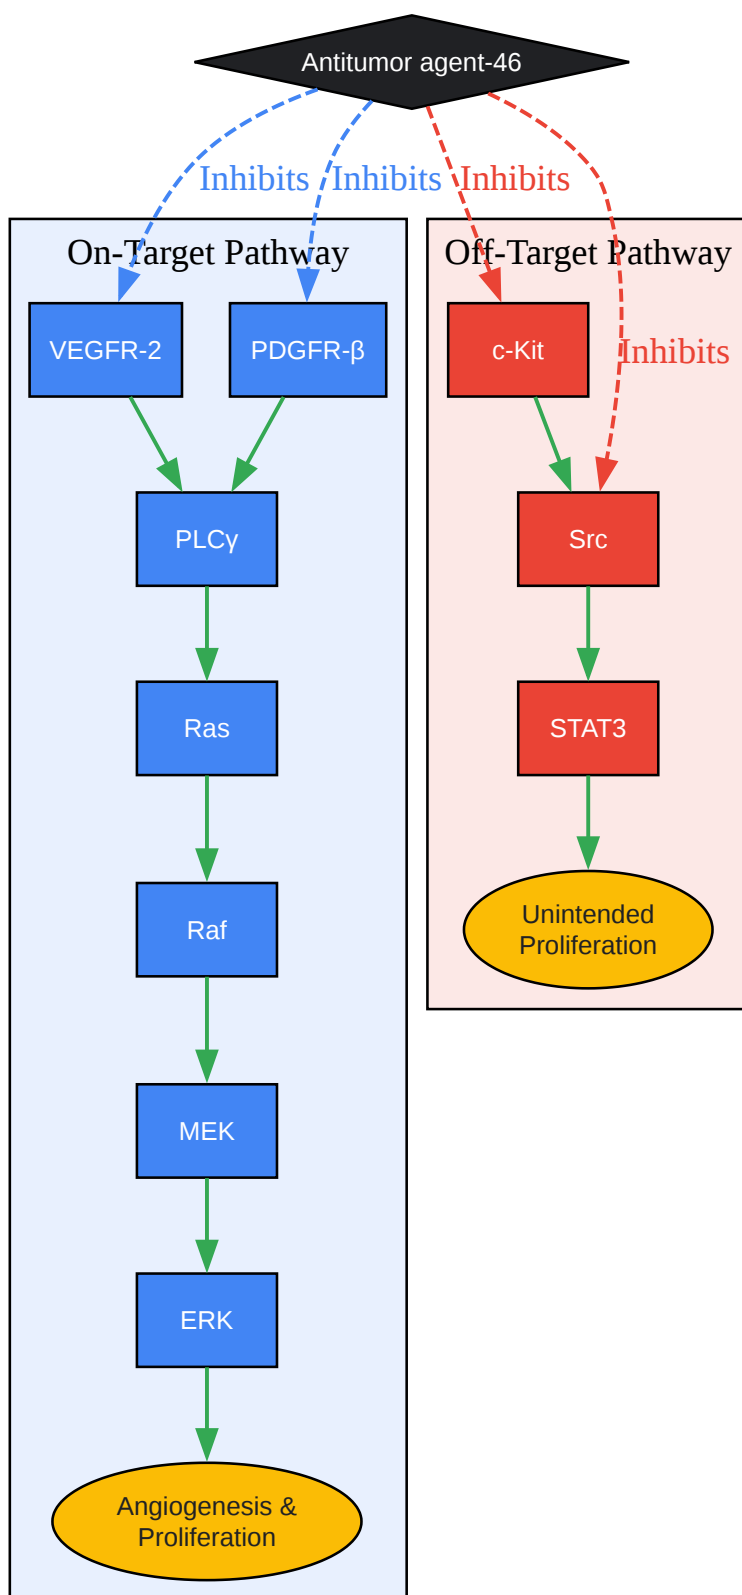 Antitumor agent-46
Inhibits
Inhibits
Inhibits
On-Target Pathway
Off-Target Pathway
VEGFR-2
PDGFR-β
c-Kit
Inhibits
PLCγ
Src
Ras
STAT3
Raf
Unintended
Proliferation
MEK
ERK
Angiogenesis &
Proliferation